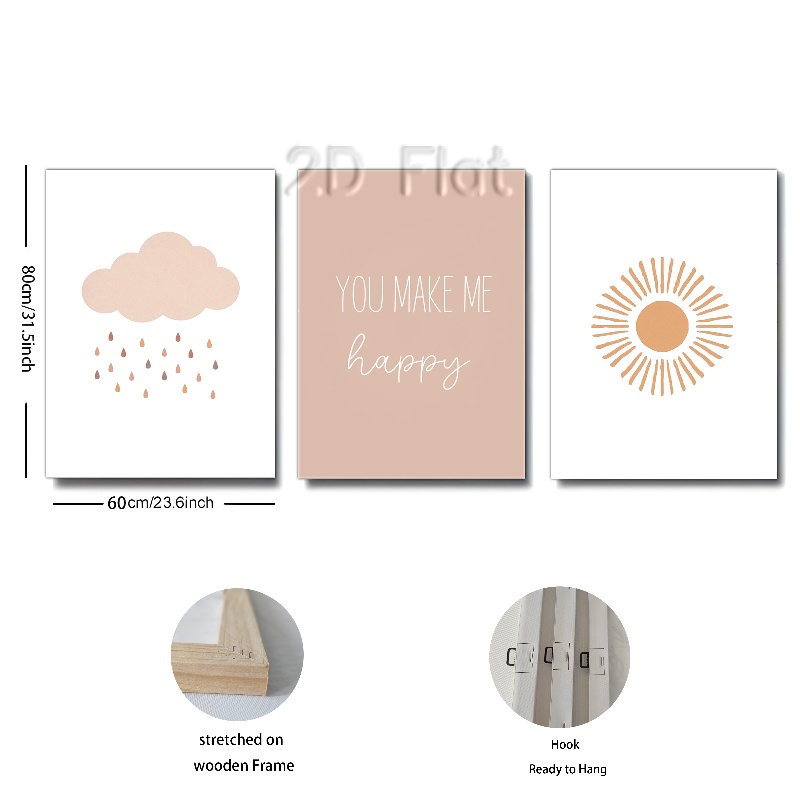 2.D Flat
YOU MAKE ME
happy
80cm/31.5inch
60cm/23.6inch
stretched on
wooden Frame
Hook
Ready to Hang